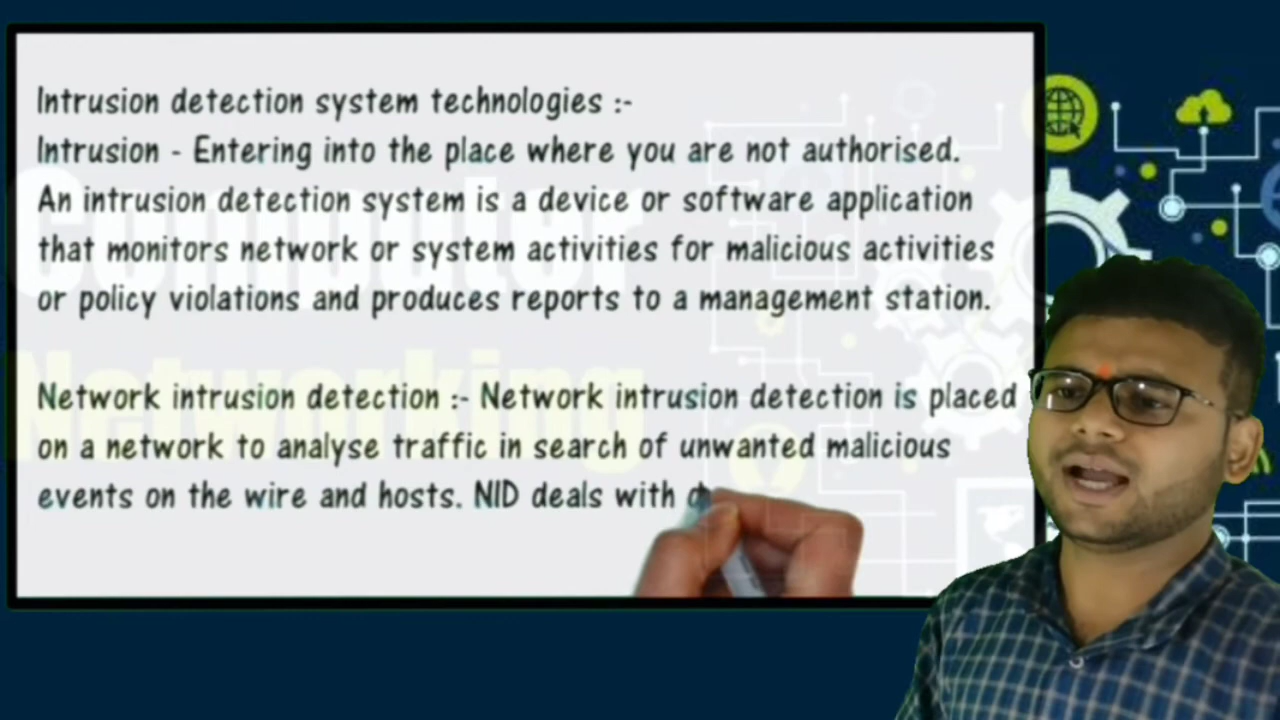 Intrusion detection system technologies :-
Intrusion - Entering into the place where you are not authorised.
An intrusion detection system is a device or software application
that monitors network or system activities for malicious activities
or policy violations and produces reports to a management station.
Network intrusion detection :- Network intrusion detection is placed
on a network to analyse traffic in search of unwanted malicious
events on the wire and hosts. NID deals with
Computer
Networking